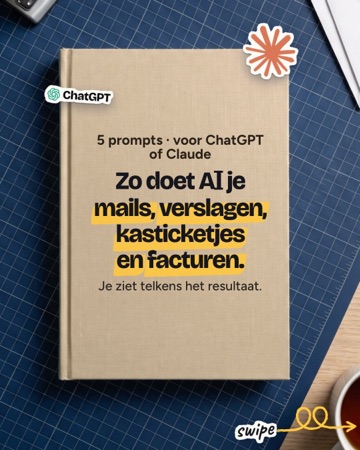 ChatGPT
5 prompts · voor ChatGPT
of Claude
Zo doet AI je
mails, verslagen,
kasticketjes
en facturen.
Je ziet telkens het resultaat.
swipe